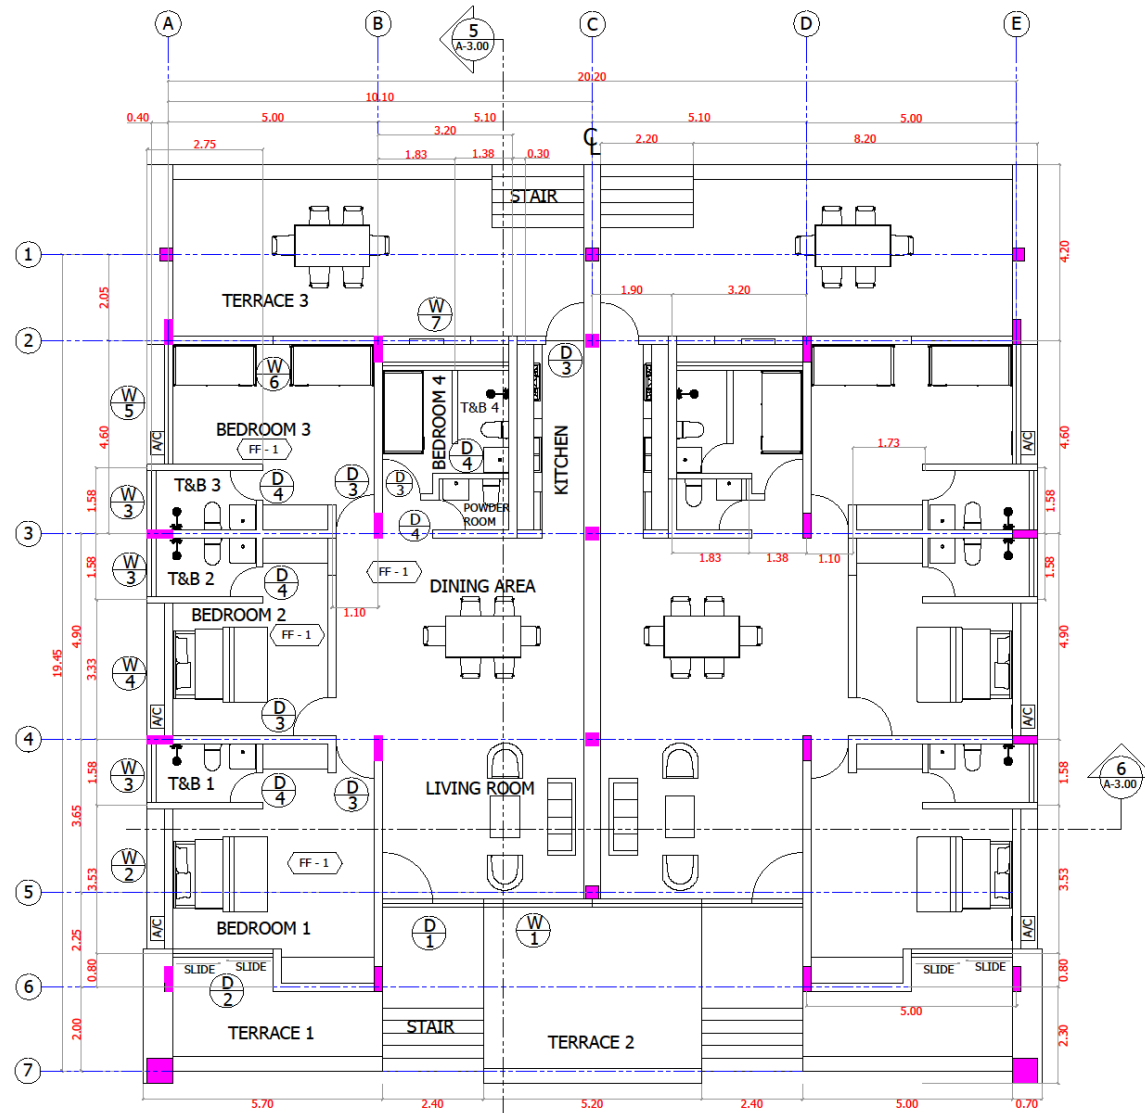 A
B
C
D
E
5
A-3.00
20.20
10.10
0.40
5.00
5.10
5.10
5.00
3.20
2.75
1.83
1.38
0.30
2.20
8.20
CL
STAIR
1
4.20
2.05
1.90
3.20
TERRACE 3
W
7
2
D
3
W
6
W
5
BEDROOM 4
T&B 4
BEDROOM 3
A/C
A/C
4.60
4.60
KITCHEN
FF - 1
D
4
1.73
T&B 3
D
4
D
3
D
3
W
3
1.58
1.58
POWDER
ROOM
D
4
3
1.83
1.38
1.10
W
3
1.58
1.58
T&B 2
D
4
FF - 1
DINING AREA
BEDROOM 2
1.10
FF - 1
4.90
4.90
19.45
3.33
W
4
A/C
A/C
D
3
4
W
3
1.58
1.58
T&B 1
D
4
D
3
LIVING ROOM
6
A-3.00
3.65
W
2
FF - 1
3.53
3.53
5
A/C
A/C
BEDROOM 1
D
1
W
1
2.25
SLIDE
SLIDE
SLIDE
SLIDE
0.80
0.80
6
D
2
5.00
2.00
TERRACE 1
STAIR
TERRACE 2
2.30
7
5.70
2.40
5.20
2.40
5.00
0.70